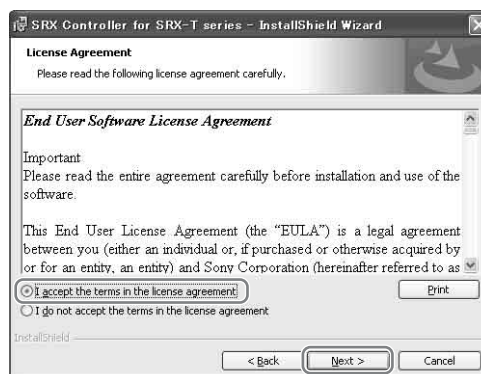 SRX Controller for SRX-T series - InstallShield Wizard
License Agreement
Please read the following license agreement carefully.
End User Software License Agreement
Important
Please read the entire agreement carefully before installation and use of the
software.
This End User License Agreement (the “EULA”) is a legal agreement
between you (either an individual or, if purchased or otherwise acquired by
or for an entity, an entity) and Sony Corporation (hereinafter referred to as
I accept the terms in the license agreement
Print
I do not accept the terms in the license agreement
InstallShield
< Back
Next >
Cancel